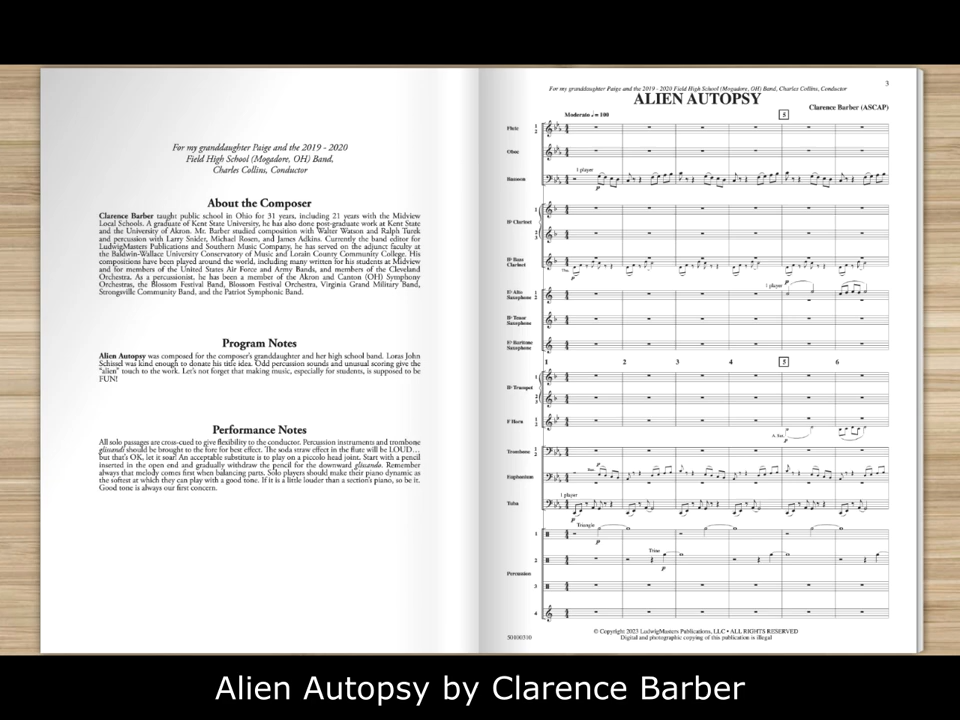 For my granddaughter Paige and the 2019 - 2020
Field High School (Mogadore, OH) Band,
Charles Collins, Conductor
About the Composer
Clarence Barber taught public school in Ohio for 31 years, including 21 years with the Midview
Local Schools. A graduate of Kent State University, he has also done post-graduate work at Kent State
and the University of Akron. Mr. Barber studied composition with Walter Watson and Ralph Turek
and percussion with Larry Snider, Michael Rosen, and James Adkins. Currently the band editor for
LudwigMasters Publications and Southern Music Company, he has served on the adjunct faculty at
the Baldwin-Wallace University Conservatory of Music and Lorain County Community College. His
compositions have been played around the world, including many written for his students at Midview
and for members of the United States Air Force and Army Bands, and members of the Cleveland
Orchestra. As a percussionist, he has been a member of the Akron and Canton (OH) Symphony
Orchestras, the Blossom Festival Band, Blossom Festival Orchestra, Virginia Grand Military Band,
Strongsville Community Band, and the Patriot Symphonic Band.
Program Notes
Alien Autopsy was composed for the composer's granddaughter and her high school band. Loras John
Schissel was kind enough to donate his title idea. Odd percussion sounds and unusual scoring give the
"alien" touch to the work. Let's not forget that making music, especially for students, is supposed to be
FUN!
Performance Notes
All solo passages are cross-cued to give flexibility to the conductor. Percussion instruments and trombone
glissandi should be brought to the fore for best effect. The soda straw effect in the flute will be LOUD…
but that's OK, let it soar! An acceptable substitute is to play on a piccolo head joint. Start with a pencil
inserted in the open end and gradually withdraw the pencil for the downward glissando. Remember
always that melody comes first when balancing parts. Solo players should make their piano dynamic as
the softest at which they can play with a good tone. If it is a little louder than a section's piano, so be it.
Good tone is always our first concern.
3
For my granddaughter Paige and the 2019 - 2020 Field High School (Mogadore, OH) Band, Charles Collins, Conductor
ALIEN AUTOPSY
Clarence Barber (ASCAP)
Moderato ♩= 100
5
Flute 1 2
Oboe
1 player
Bassoon
p
B♭ Clarinet 1 2 3
B♭ Bass
Clarinet
1 player
E♭ Alto
Saxophone 1 2
p
B♭ Tenor
Saxophone
E♭ Baritone
Saxophone
1 2 3 4 5 6
B♭ Trumpet 1 2 3
F Horn
A. Sax
p
Trombone 1 2
Euphonium
p
1 player
Tuba
p
Triangle
1
p
2
p
Percussion
3
4
© Copyright 2023 LudwigMasters Publications, LLC • ALL RIGHTS RESERVED
Digital and photographic copying of this publication is illegal
50100310
Alien Autopsy by Clarence Barber